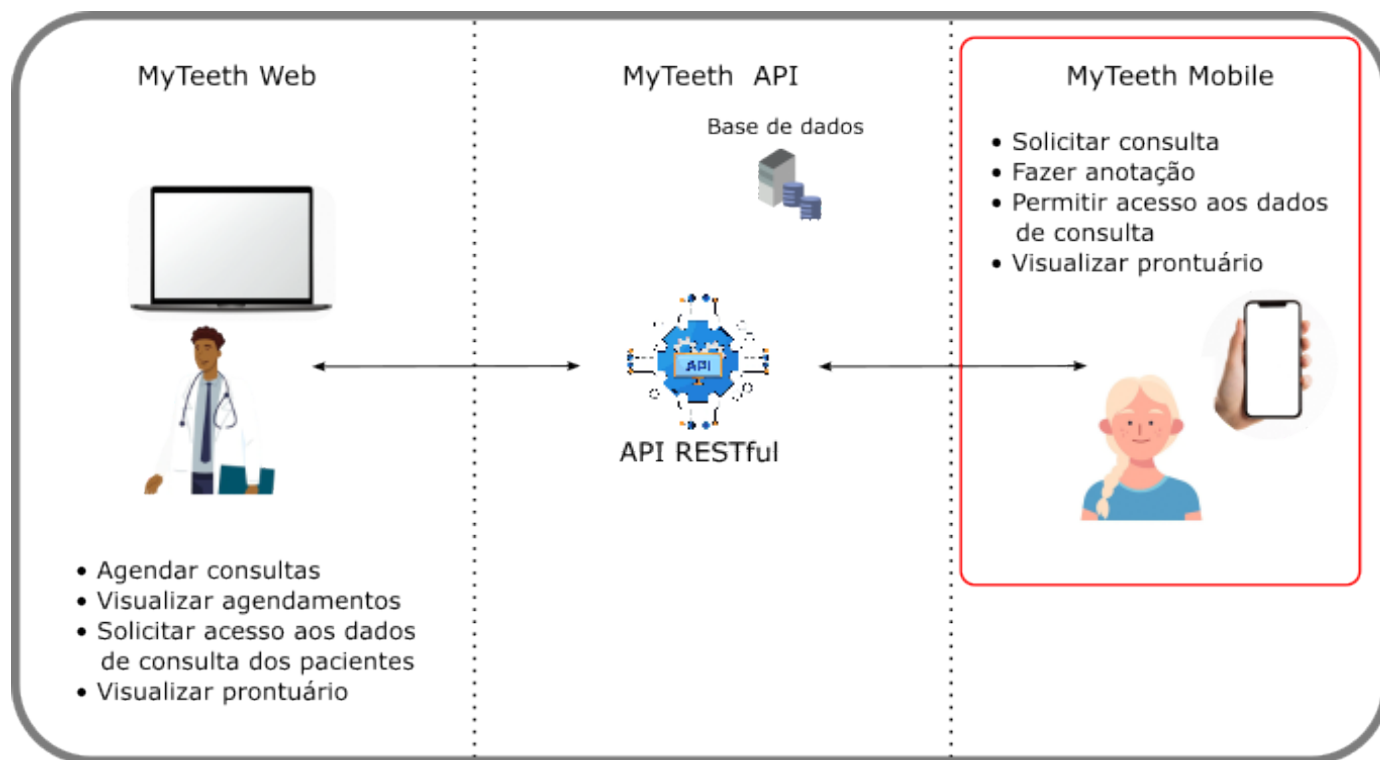 MyTeeth Web
• Agendar consultas
• Visualizar agendamentos
• Solicitar acesso aos dados
de consulta dos pacientes
• Visualizar prontuário
MyTeeth API
Base de dados
API
API RESTful
MyTeeth Mobile
• Solicitar consulta
• Fazer anotação
• Permitir acesso aos dados
de consulta
• Visualizar prontuário